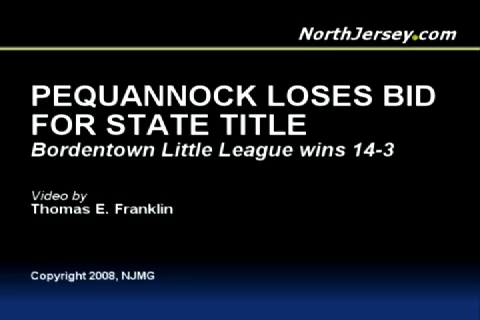 NorthJersey.com
PEQUANNOCK LOSES BID
FOR STATE TITLE
Bordentown Little League wins 14-3
Video by
Thomas E. Franklin
Copyright 2008, NJMG